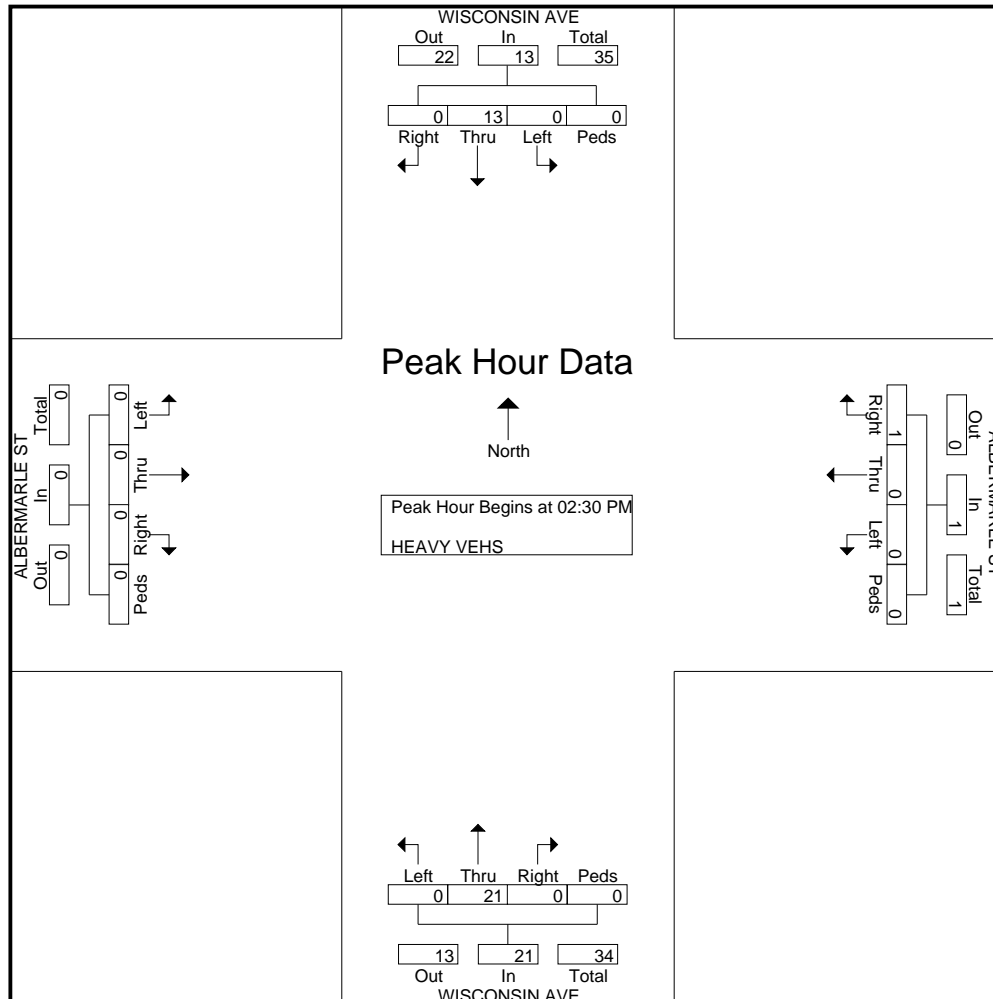 WISCONSIN AVE
Out In Total
22 13 35
0 13 0 0
Right Thru Left Peds
Peak Hour Data
North
Peak Hour Begins at 02:30 PM
HEAVY VEHS
ALBERMARLE ST
Total In Out
0 0 0
0 0 0 0
Left Thru Right Peds
Right Thru Left Peds
1 0 0 0
Out In Total
0 1 1
ALBERMARLE ST
Left Thru Right Peds
0 21 0 0
13 21 34
Out In Total
WISCONSIN AVE